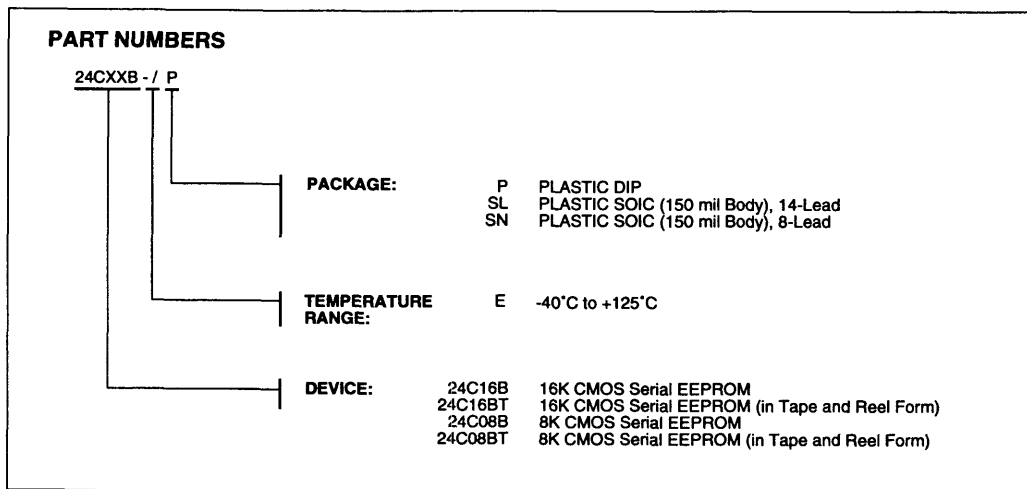 PART NUMBERS
24CXXB - / P
PACKAGE: P PLASTIC DIP
SL PLASTIC SOIC (150 mil Body), 14-Lead
SN PLASTIC SOIC (150 mil Body), 8-Lead
TEMPERATURE E -40°C to +125°C
RANGE:
DEVICE: 24C16B 16K CMOS Serial EEPROM
24C16BT 16K CMOS Serial EEPROM (in Tape and Reel Form)
24C08B 8K CMOS Serial EEPROM
24C08BT 8K CMOS Serial EEPROM (in Tape and Reel Form)